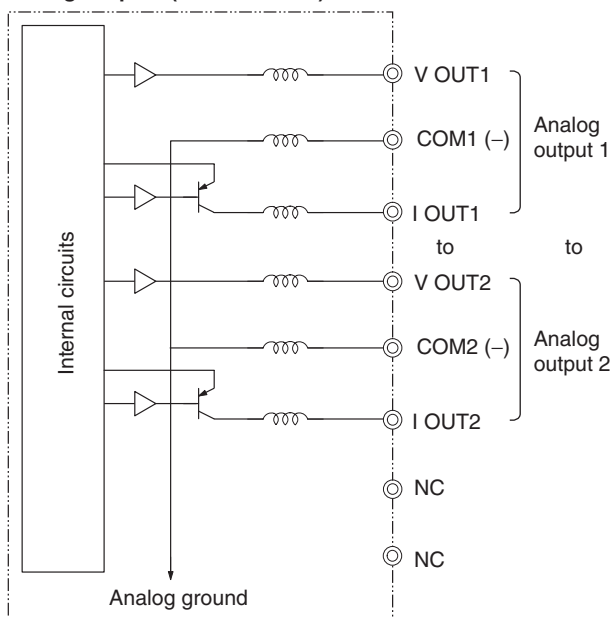 V OUT1
COM1 (−)
Analog
output 1
I OUT1
to
to
V OUT2
COM2 (−)
Analog
output 2
I OUT2
NC
NC
Internal circuits
Analog ground